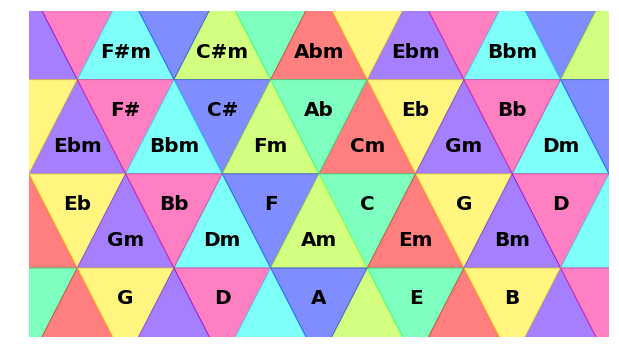 F#m C#m Abm Ebm Bbm
F# C# Ab Eb Bb
Ebm Bbm Fm Cm Gm Dm
Eb Bb F C G D
Gm Dm Am Em Bm
G D A E B